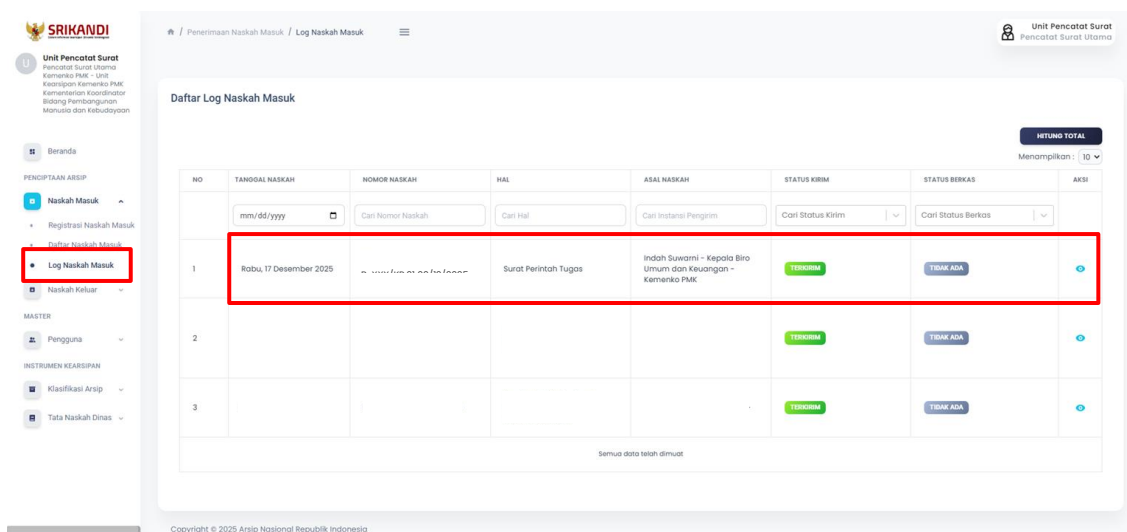 SRIKANDI
Penerimaan Naskah Masuk / Log Naskah Masuk
Unit Pencatat Surat
Pencatat Surat Utama
U
Unit Pencatat Surat
Pencatat Surat Utama
Kemenko PMK - Unit
Kearsipan Kemenko PMK
Kementerian Koordinator
Bidang Pembangunan
Manusia dan Kebudayaan
Beranda
PENCIPTAAN ARSIP
Naskah Masuk
Registrasi Naskah Masuk
Daftar Naskah Masuk
Log Naskah Masuk
Naskah Keluar
MASTER
Pengguna
INSTRUMEN KEARSIPAN
Klasifikasi Arsip
Tata Naskah Dinas
Daftar Log Naskah Masuk
HITUNG TOTAL
Menampilkan : 10
NO TANGGAL NASKAH NOMOR NASKAH HAL ASAL NASKAH STATUS KIRIM STATUS BERKAS AKSI
mm/dd/yyyy Cari Nomor Naskah Cari Hal Cari Instansi Pengirim Cari Status Kirim Cari Status Berkas
1 Rabu, 17 Desember 2025 Surat Perintah Tugas Indah Suwarni - Kepala Biro
Umum dan Keuangan -
Kemenko PMK
TERKIRIM TIDAK ADA
2 TERKIRIM TIDAK ADA
3 TERKIRIM TIDAK ADA
Semua data telah dimuat
Copyright © 2025 Arsip Nasional Republik Indonesia